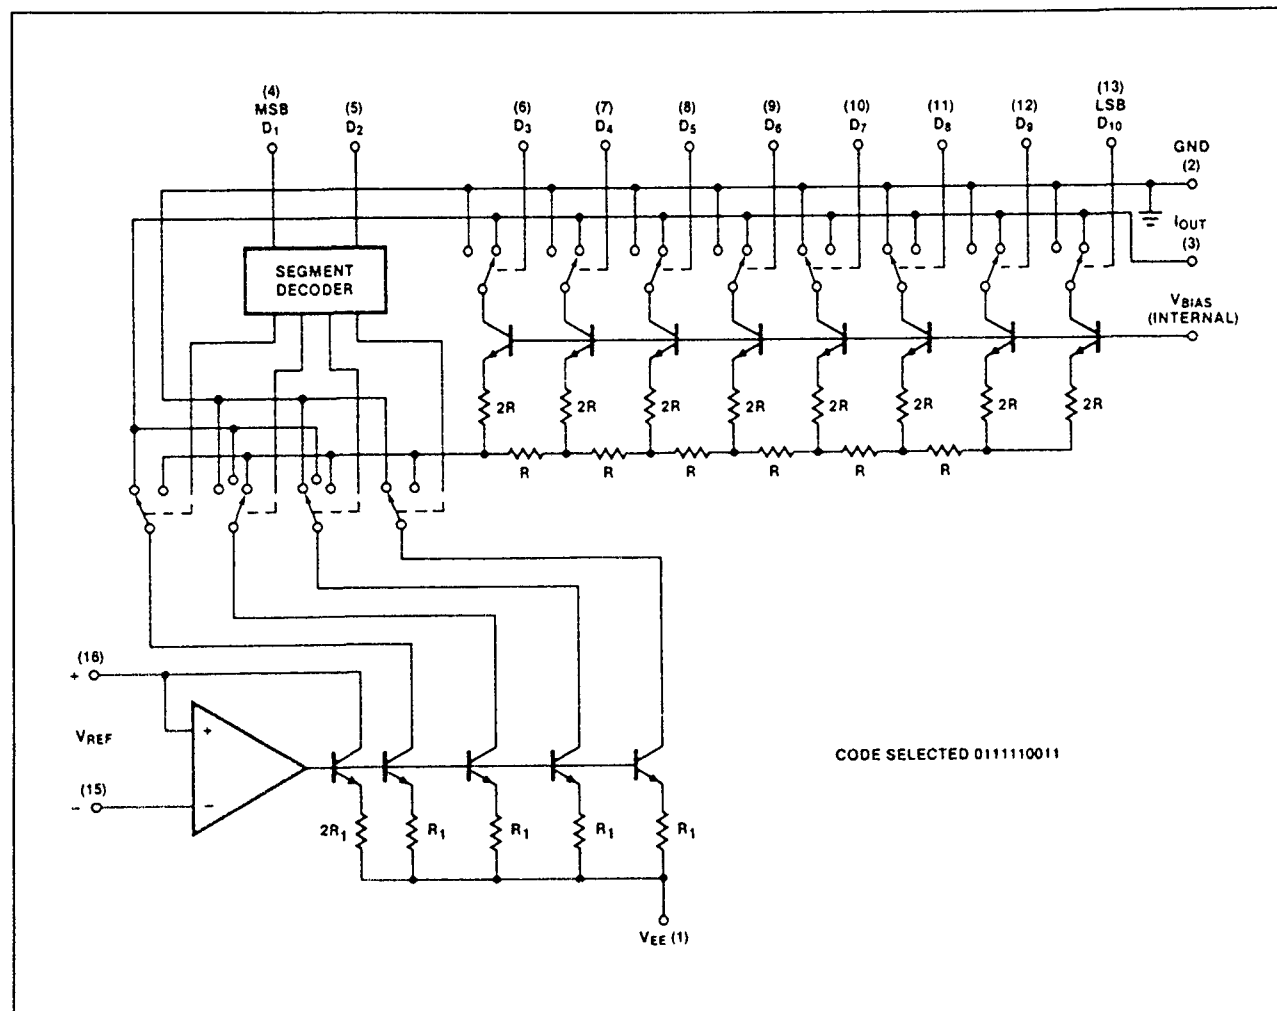 (4) (5) (6) (7) (8) (9) (10) (11) (12) (13)
MSB LSB
D1 D2 D3 D4 D5 D6 D7 D8 D9 D10
GND
(2)
IOUT
(3)
SEGMENT
DECODER
VBIAS
(INTERNAL)
2R 2R 2R 2R 2R 2R 2R 2R
R R R R R R
(16)
+
VREF
+
(15)
-
-
CODE SELECTED 0111110011
2R1 R1 R1 R1 R1
VEE (1)